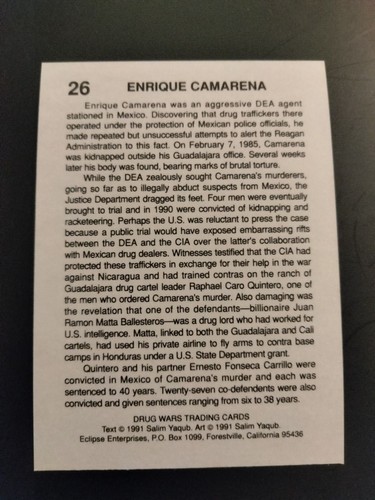 26 ENRIQUE CAMARENA
Enrique Camarena was an aggressive DEA agent
stationed in Mexico. Discovering that drug traffickers there
operated under the protection of Mexican police officials, he
made repeated but unsuccessful attempts to alert the Reagan
Administration to this fact. On February 7, 1985, Camarena
was kidnapped outside his Guadalajara office. Several weeks
later his body was found, bearing marks of brutal torture.
While the DEA zealously sought Camarena's murderers,
going so far as to illegally abduct suspects from Mexico, the
Justice Department dragged its feet. Four men were eventually
brought to trial and in 1990 were convicted of kidnapping and
racketeering. Perhaps the U.S. was reluctant to press the case
because a public trial would have exposed embarrassing rifts
between the DEA and the CIA over the latter's collaboration
with Mexican drug dealers. Witnesses testified that the CIA had
protected these traffickers in exchange for their help in the war
against Nicaragua and had trained contras on the ranch of
Guadalajara drug cartel leader Raphael Caro Quintero, one of
the men who ordered Camarena's murder. Also damaging was
the revelation that one of the defendants—billionaire Juan
Ramon Matta Ballesteros—was a drug lord who had worked for
U.S. intelligence. Matta, linked to both the Guadalajara and Cali
cartels, had used his private airline to fly arms to contra base
camps in Honduras under a U.S. State Department grant.
Quintero and his partner Ernesto Fonseca Carrillo were
convicted in Mexico of Camarena's murder and each was
sentenced to 40 years. Twenty-seven co-defendents were also
convicted and given sentences ranging from six to 38 years.
DRUG WARS TRADING CARDS
Text © 1991 Salim Yaqub. Art © 1991 Salim Yaqub.
Eclipse Enterprises, P.O. Box 1099, Forestville, California 95436